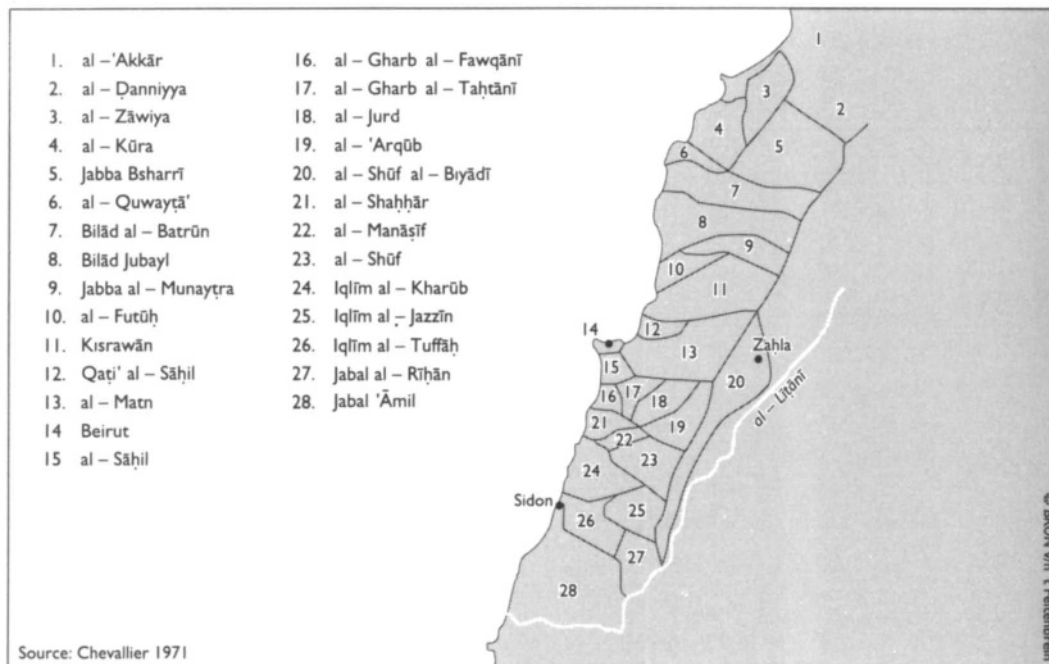 1. al – 'Akkār
2. al – Ḍanniyya
3. al – Zāwiya
4. al – Kūra
5. Jabba Bsharrī
6. al – Quwayṭā'
7. Bilād al – Batrūn
8. Bilād Jubayl
9. Jabba al – Munayṭra
10. al – Futūḥ
11. Kısrawān
12. Qaṭi' al – Sāḥil
13. al – Matn
14 Beirut
15 al – Sāḥil
16. al – Gharb al – Fawqānī
17. al – Gharb al – Taḥtānī
18. al – Jurd
19. al – 'Arqūb
20. al – Shūf al – Bıyādī
21. al – Shaḥḥār
22. al – Manāṣīf
23. al – Shūf
24. Iqlīm al – Kharūb
25. Iqlīm al – Jazzīn
26. Iqlīm al – Tuffāḥ
27. Jabal al – Rīḥān
28. Jabal 'Āmil
1
2
3
4
5
6
7
8
9
10
11
12
14
13
Zaḥla
15
20
16
17
18
al – Līṭānī
21
19
22
23
24
Sidon
25
26
27
28
Source: Chevallier 1971